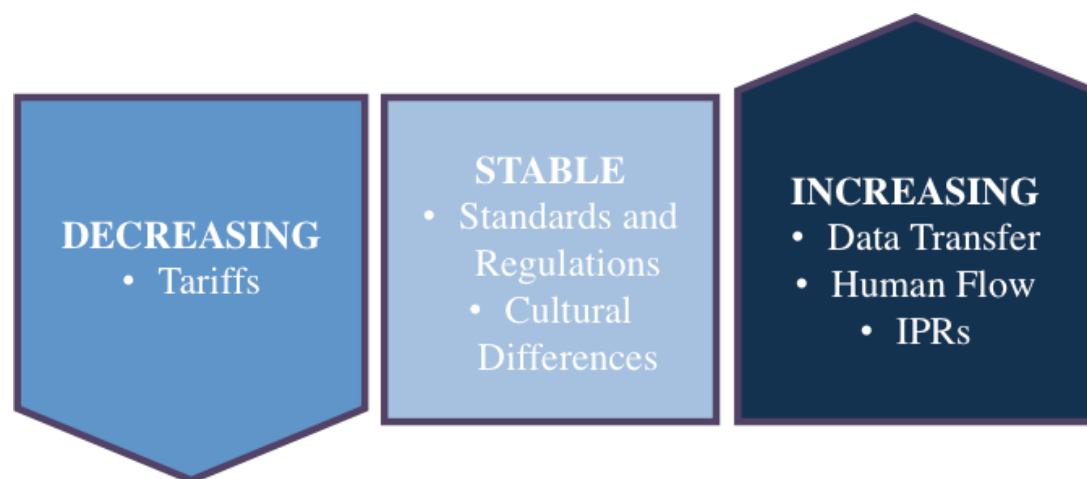 DECREASING
• Tariffs
STABLE
• Standards and
Regulations
• Cultural
Differences
INCREASING
• Data Transfer
• Human Flow
• IPRs